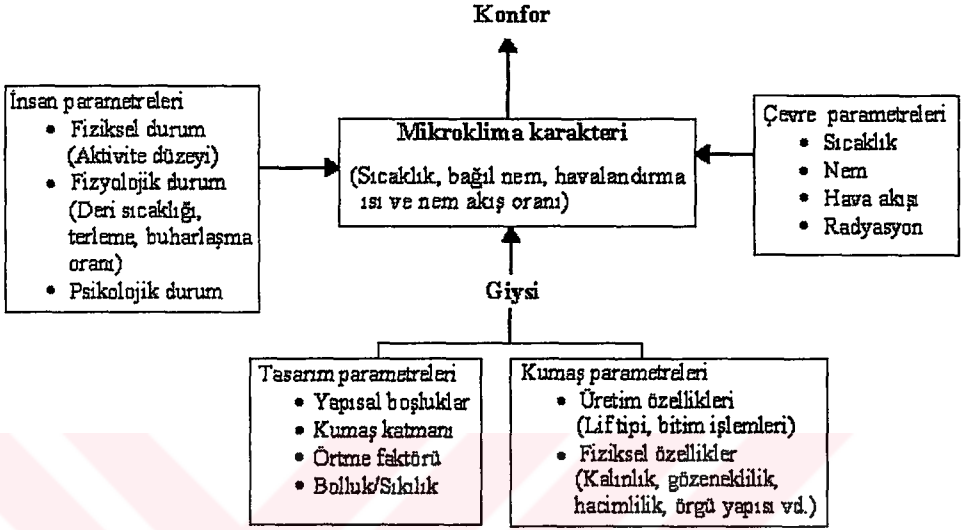 Konfor
İnsan parametreleri
• Fiziksel durum
(Aktivite düzeyi)
• Fizyolojik durum
(Deri sıcaklığı,
terleme, buharlaşma
oranı)
• Psikolojik durum
Mikroklima karakteri
(Sıcaklık, bağıl nem, havalandırma
ısı ve nem akış oranı)
Çevre parametreleri
• Sıcaklık
• Nem
• Hava akışı
• Radyasyon
Giysi
Tasarım parametreleri
• Yapısal boşluklar
• Kumaş katmanı
• Örtme faktörü
• Bolluk/Sıkılık
Kumaş parametreleri
• Üretim özellikleri
(Lif tipi, bitim işlemleri)
• Fiziksel özellikler
(Kalınlık, gözeneklilik,
hacimlilik, örgü yapısı vd.)